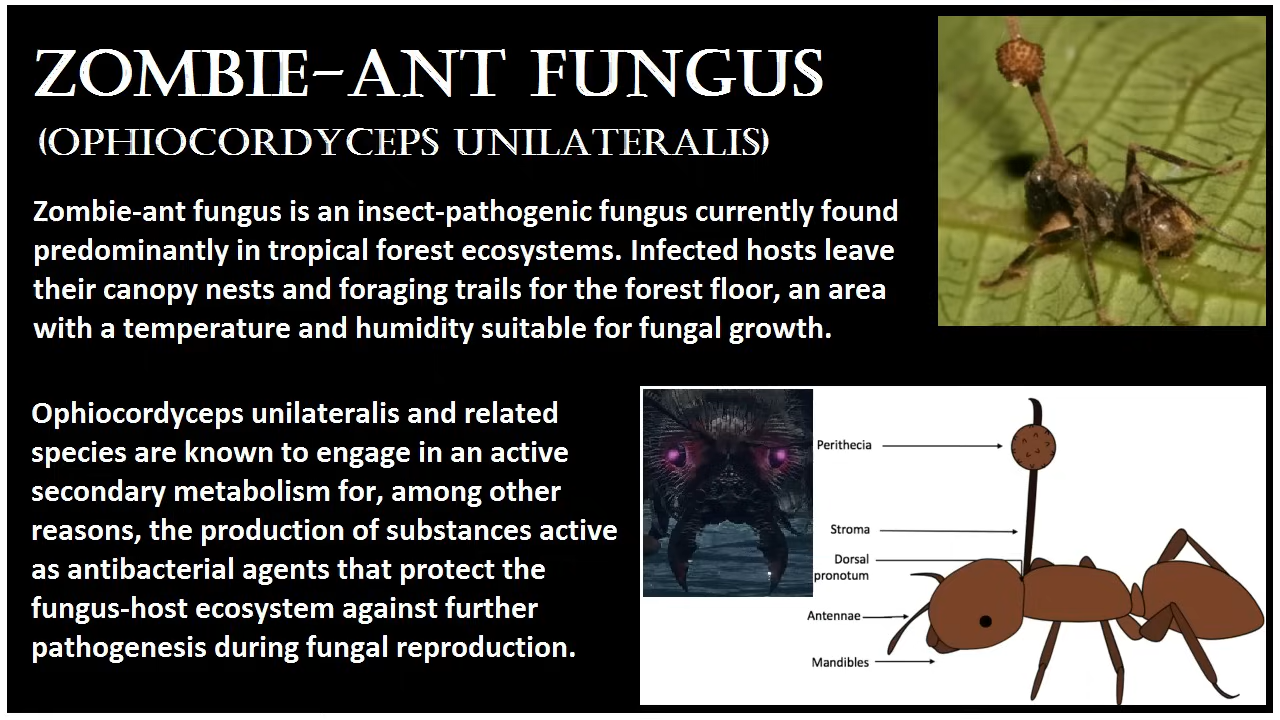 ZOMBIE-ANT FUNGUS
(OPHIOCORDYCEPS UNILATERALIS)
Zombie-ant fungus is an insect-pathogenic fungus currently found
predominantly in tropical forest ecosystems. Infected hosts leave
their canopy nests and foraging trails for the forest floor, an area
with a temperature and humidity suitable for fungal growth.
Ophiocordyceps unilateralis and related
species are known to engage in an active
secondary metabolism for, among other
reasons, the production of substances active
as antibacterial agents that protect the
fungus-host ecosystem against further
pathogenesis during fungal reproduction.
Perithecia
Stroma
Dorsal
pronotum
Antennae
Mandibles